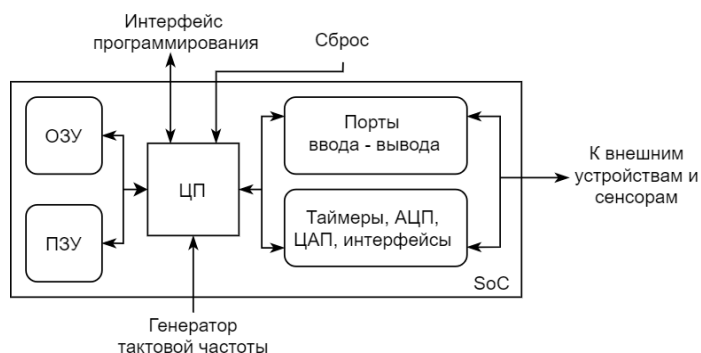 Интерфейс
программирования
Сброс
ОЗУ
ПЗУ
ЦП
Порты
ввода - вывода
Таймеры, АЦП,
ЦАП, интерфейсы
К внешним
устройствам и
сенсорам
SoC
Генератор
тактовой частоты